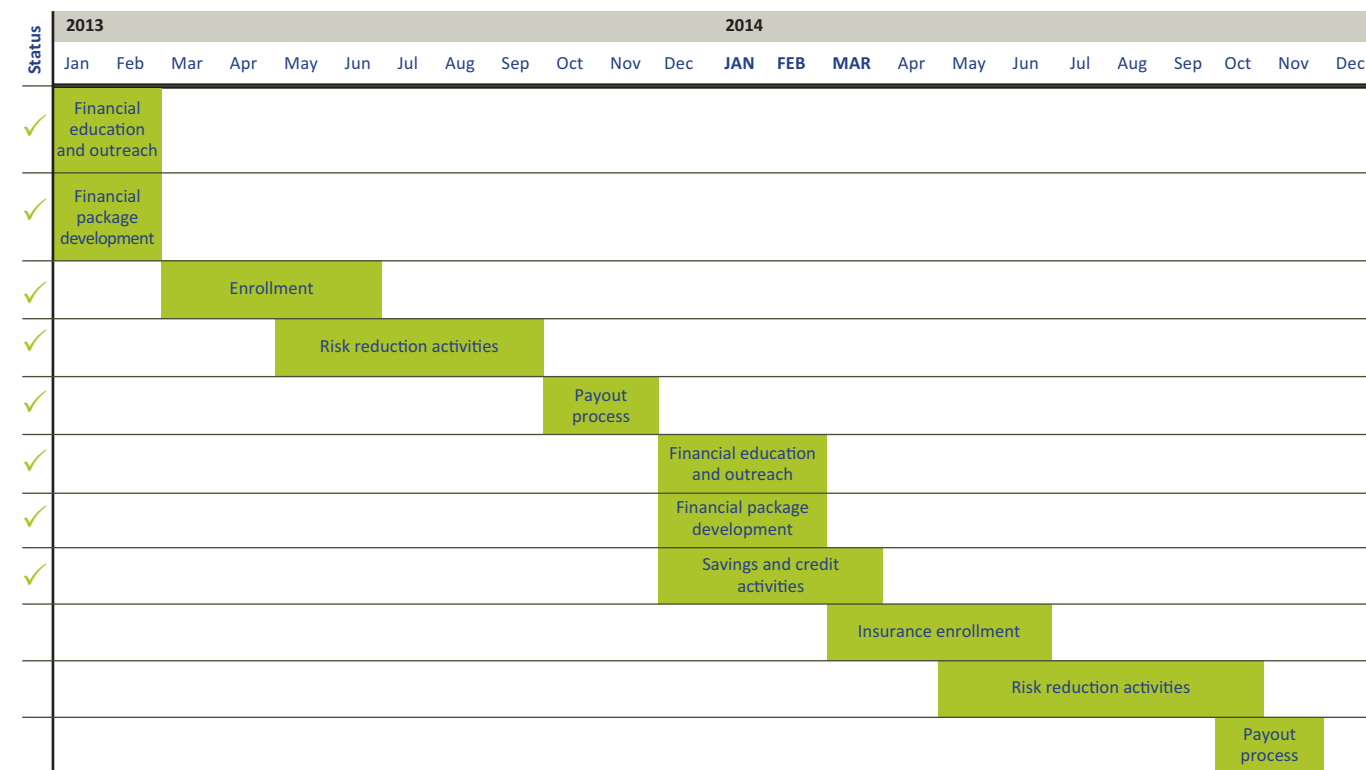 Status
2013 2014
Jan Feb Mar Apr May Jun Jul Aug Sep Oct Nov Dec JAN FEB MAR Apr May Jun Jul Aug Sep Oct Nov Dec
Financial
education
and outreach
Financial
package
development
Enrollment
Risk reduction activities
Payout
process
Financial education
and outreach
Financial package
development
Savings and credit
activities
Insurance enrollment
Risk reduction activities
Payout
process